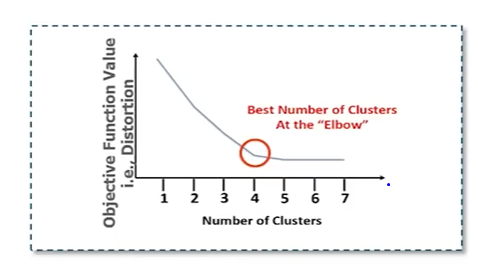 Objective Function Value
i.e., Distortion
Best Number of Clusters
At the “Elbow”
1 2 3 4 5 6 7
Number of Clusters